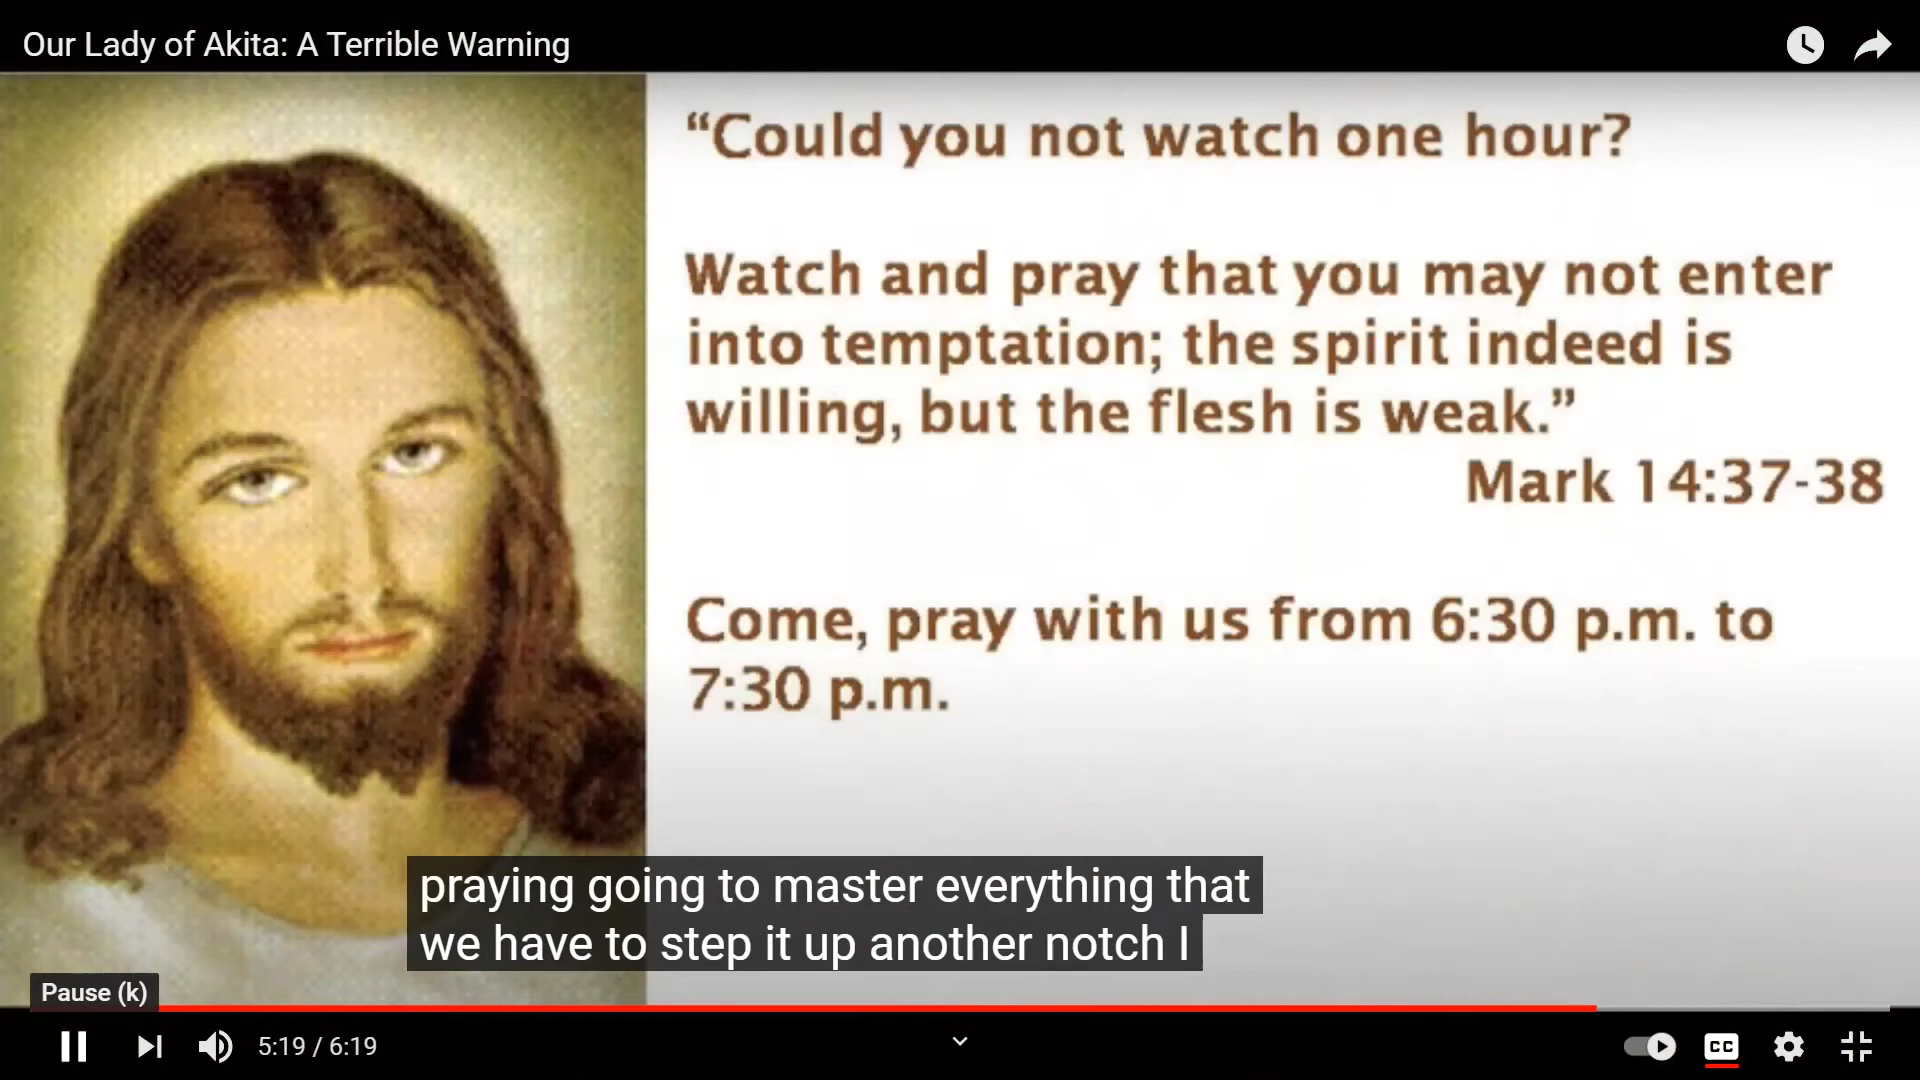 Our Lady of Akita: A Terrible Warning
“Could you not watch one hour?
Watch and pray that you may not enter
into temptation; the spirit indeed is
willing, but the flesh is weak.”
Mark 14:37-38
Come, pray with us from 6:30 p.m. to
7:30 p.m.
praying going to master everything that
we have to step it up another notch I
Pause (k)
5:19 / 6:19
CC